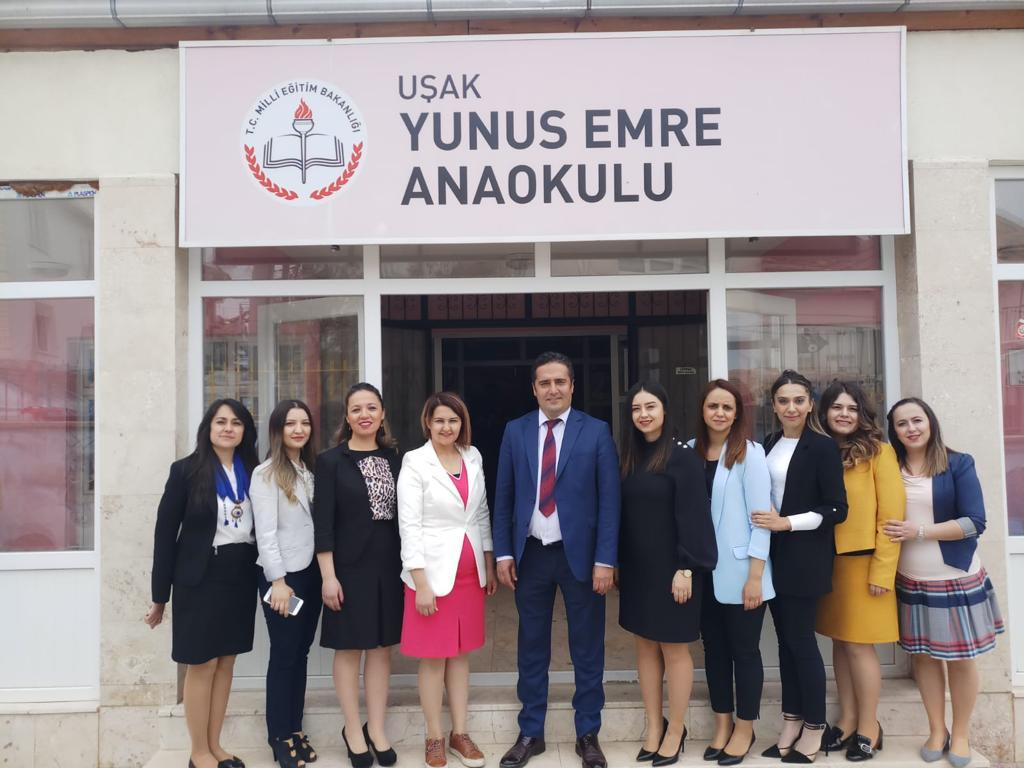 T.C. MİLLİ EĞİTİM BAKANLIĞI
UŞAK
YUNUS EMRE
ANAOKULU